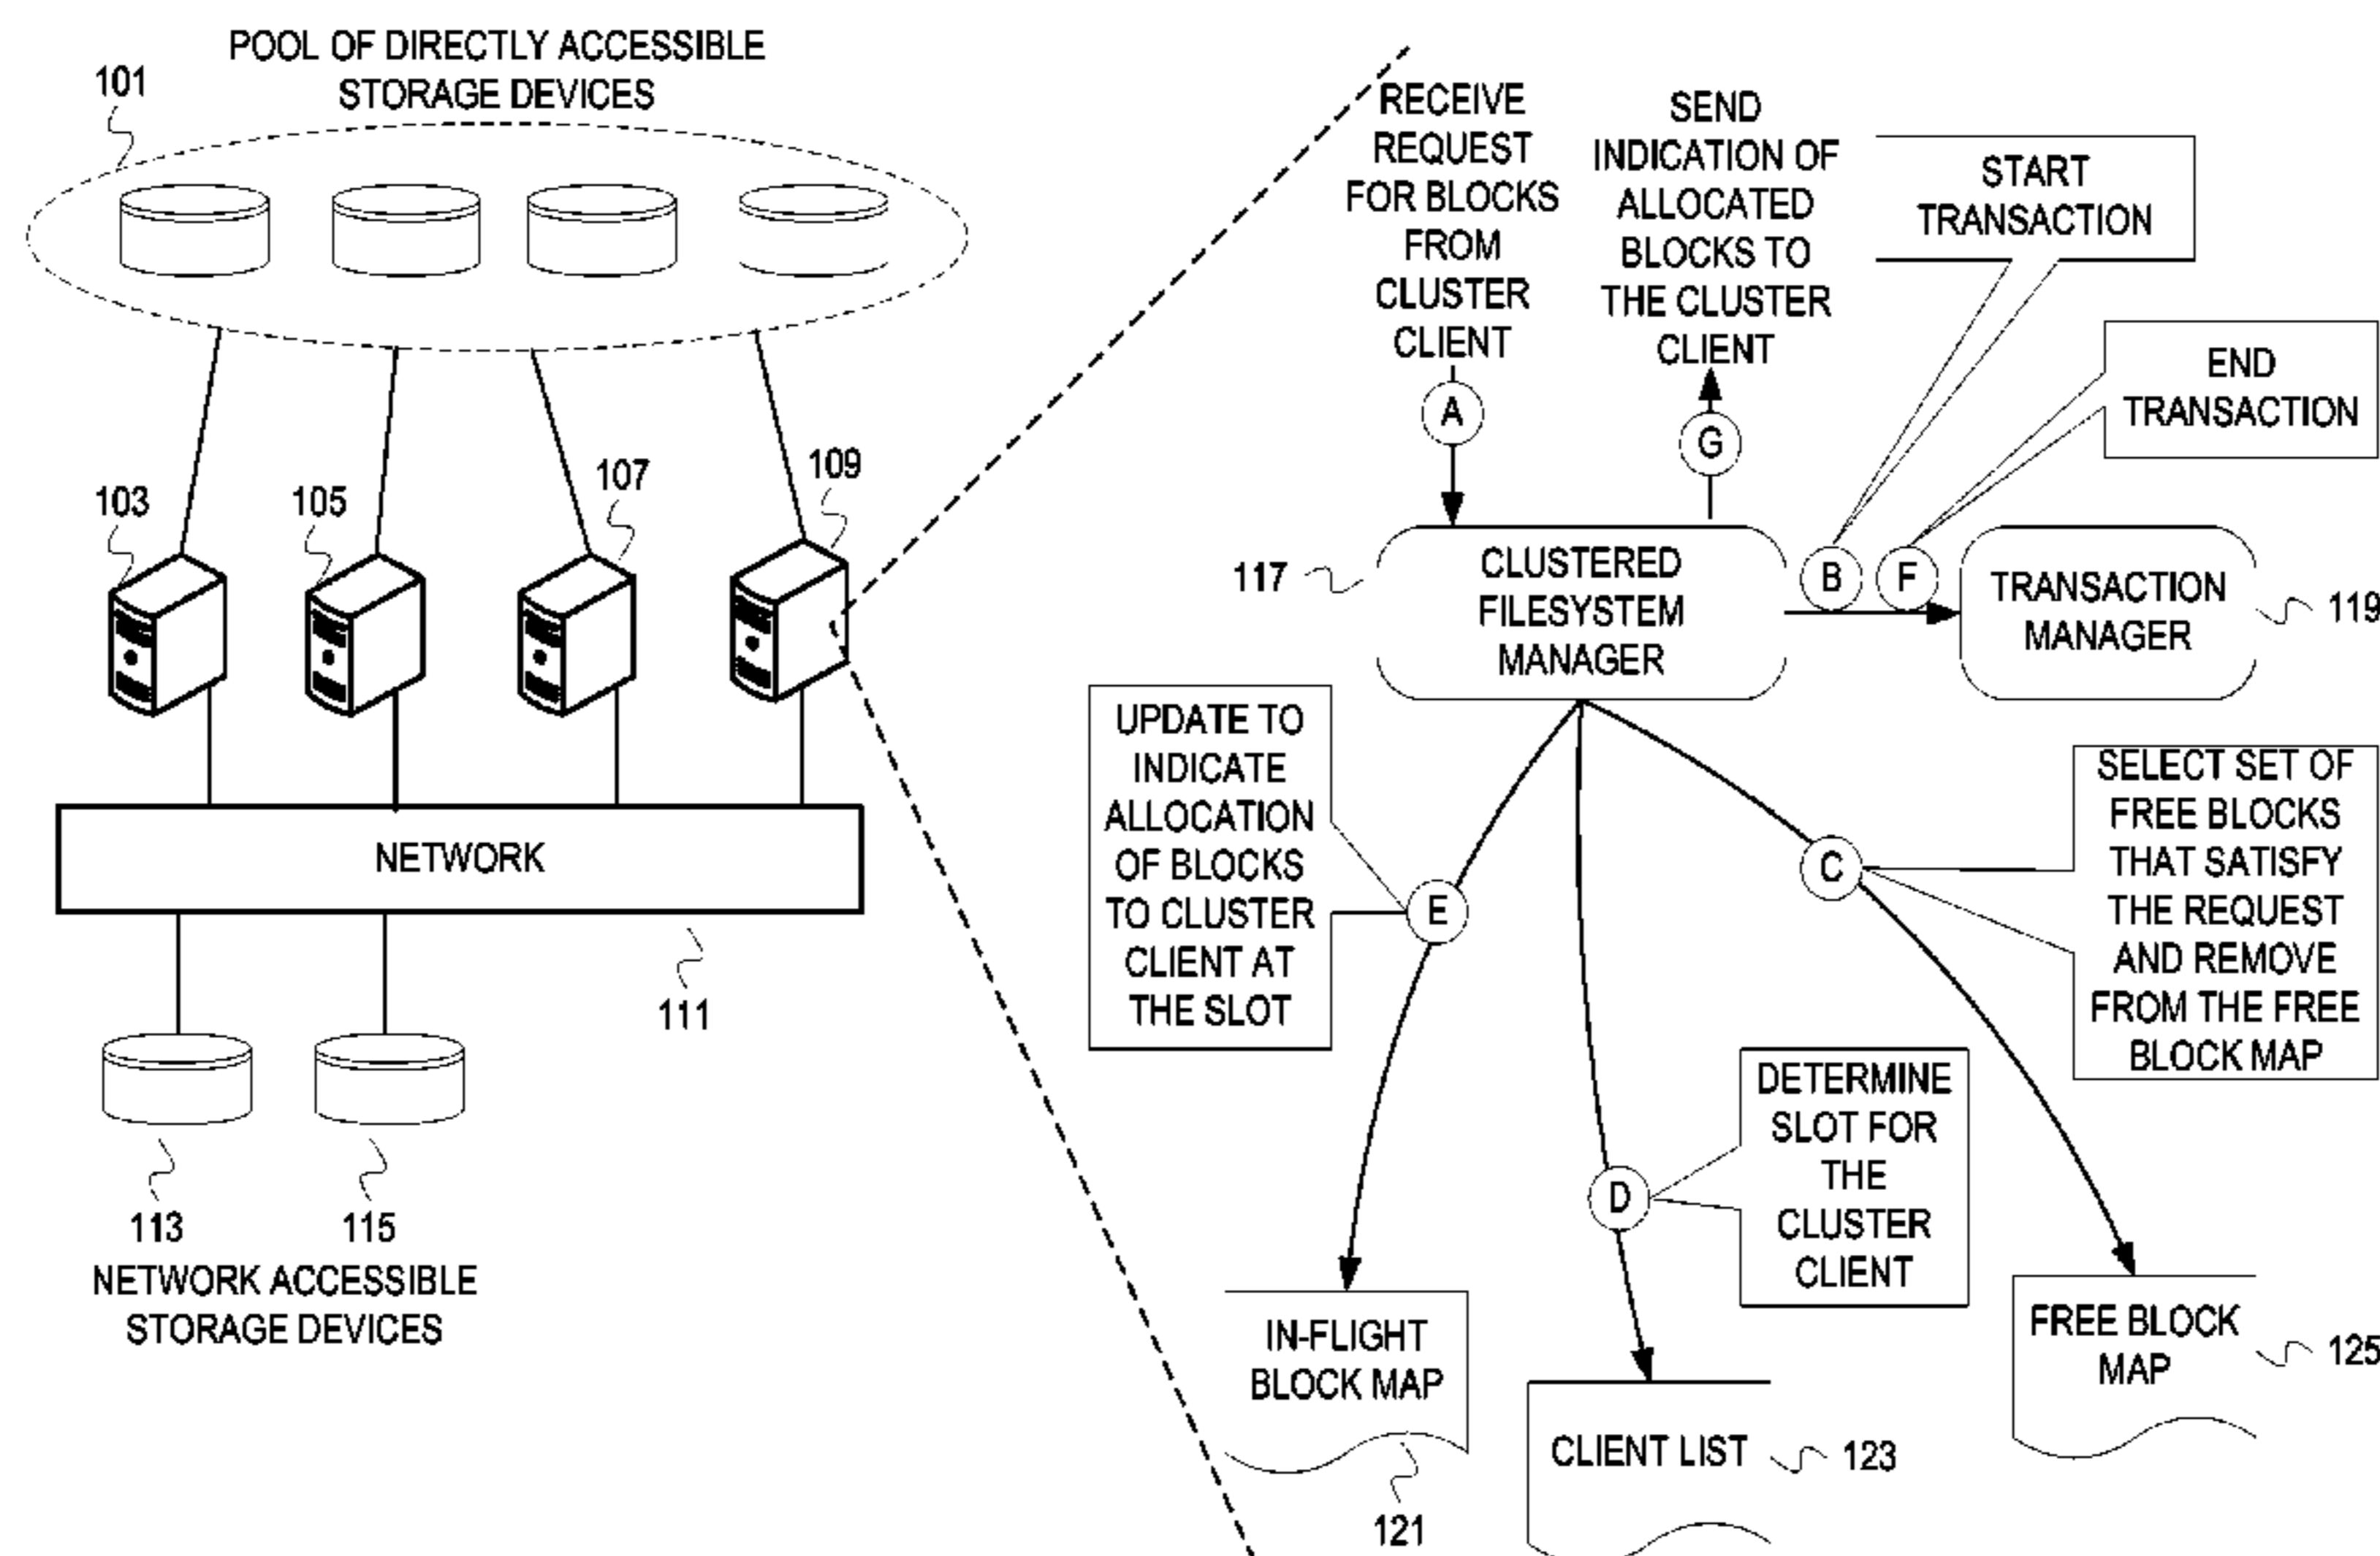 POOL OF DIRECTLY ACCESSIBLE
STORAGE DEVICES
101
103
105
107
109
NETWORK
111
113
115
NETWORK ACCESSIBLE
STORAGE DEVICES
RECEIVE
REQUEST
FOR BLOCKS
FROM
CLUSTER
CLIENT
A
SEND
INDICATION OF
ALLOCATED
BLOCKS TO
THE CLUSTER
CLIENT
G
START
TRANSACTION
END
TRANSACTION
117
CLUSTERED
FILESYSTEM
MANAGER
B
F
TRANSACTION
MANAGER
119
UPDATE TO
INDICATE
ALLOCATION
OF BLOCKS
TO CLUSTER
CLIENT AT
THE SLOT
E
C
SELECT SET OF
FREE BLOCKS
THAT SATISFY
THE REQUEST
AND REMOVE
FROM THE FREE
BLOCK MAP
D
DETERMINE
SLOT FOR
THE
CLUSTER
CLIENT
IN-FLIGHT
BLOCK MAP
121
CLIENT LIST
123
FREE BLOCK
MAP
125